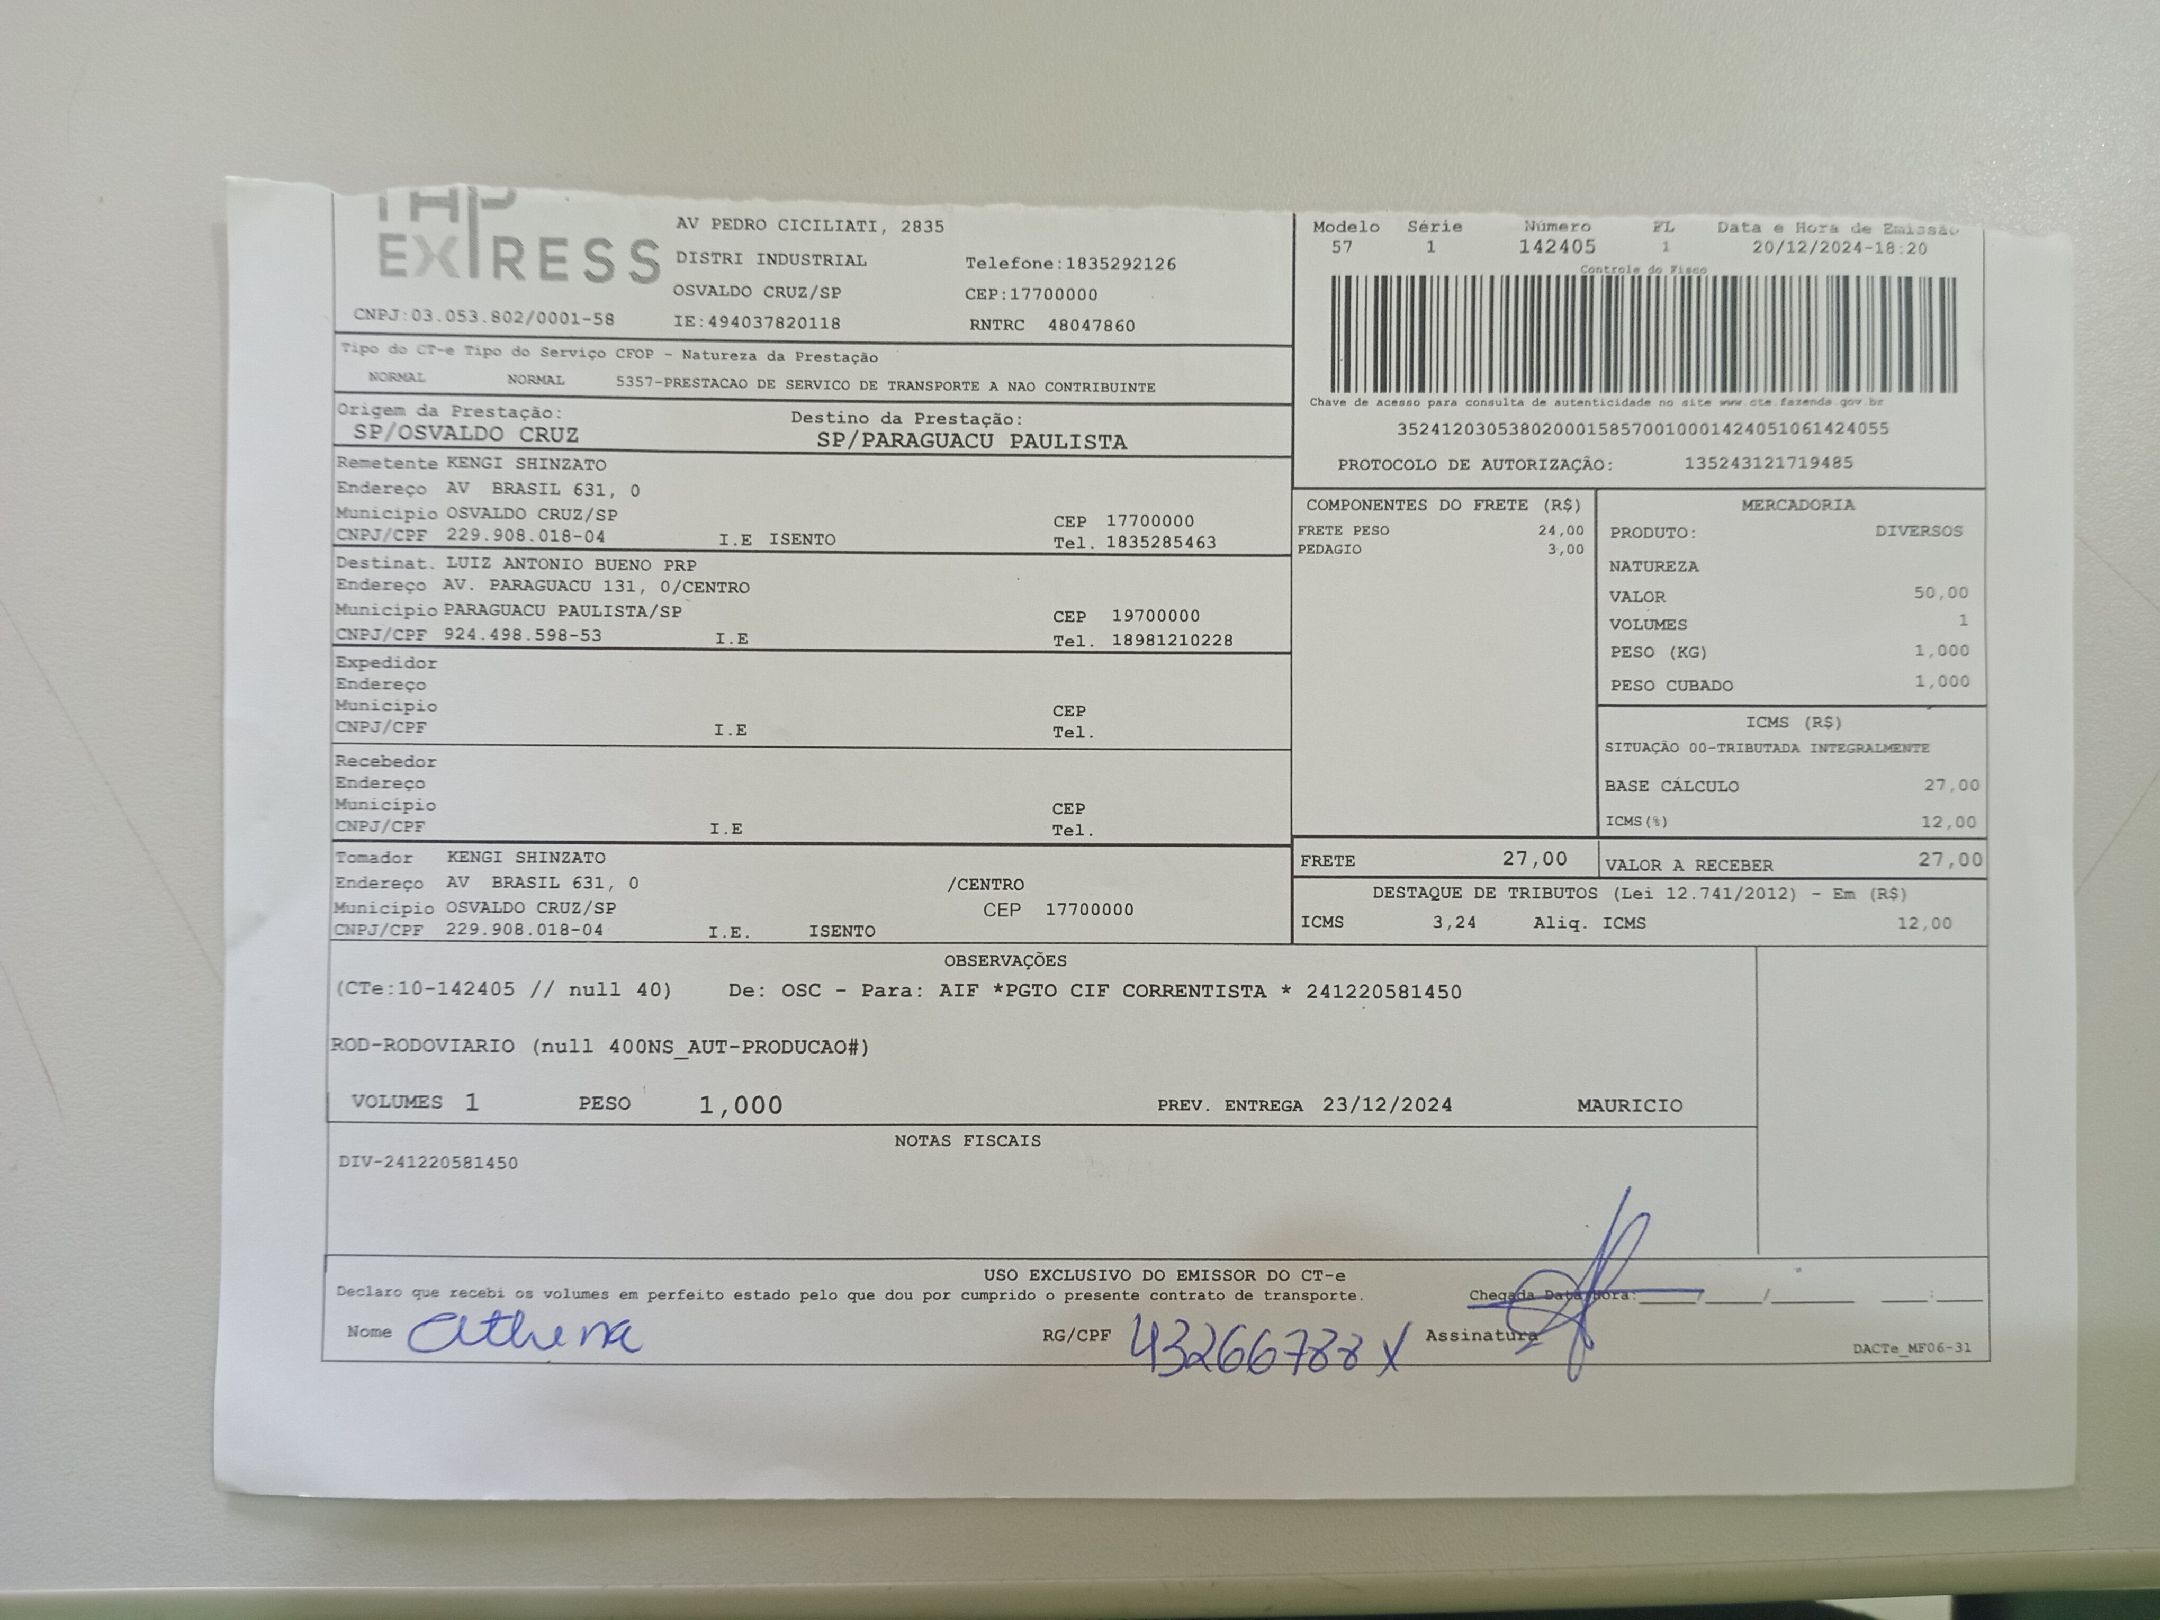 EXPRESS
AV PEDRO CICILIATI, 2835
DISTRI INDUSTRIAL
Telefone:1835292126
OSVALDO CRUZ/SP
CEP:17700000
CNPJ:03.053.802/0001-58
IE:494037820118
RNTRC 48047860
Modelo Série Número FL Data e Hora de Emissão
57 1 142405 1 20/12/2024-18:20
Controle do Fisco
Chave de acesso para consulta de autenticidade no site www.cte.fazenda.gov.br
35241203053802000158570010001424051061424055
PROTOCOLO DE AUTORIZAÇÃO: 135243121719485
Tipo do CT-e Tipo do Serviço CFOP - Natureza da Prestação
NORMAL NORMAL 5357-PRESTACAO DE SERVICO DE TRANSPORTE A NAO CONTRIBUINTE
Origem da Prestação: Destino da Prestação:
SP/OSVALDO CRUZ SP/PARAGUACU PAULISTA
Remetente KENGI SHINZATO
Endereço AV BRASIL 631, 0
Município OSVALDO CRUZ/SP CEP 17700000
CNPJ/CPF 229.908.018-04 I.E ISENTO Tel. 1835285463
Destinat. LUIZ ANTONIO BUENO PRP
Endereço AV. PARAGUACU 131, 0/CENTRO
Município PARAGUACU PAULISTA/SP CEP 19700000
CNPJ/CPF 924.498.598-53 I.E Tel. 18981210228
Expedidor
Endereço
Município CEP
CNPJ/CPF I.E Tel.
Recebedor
Endereço
Município CEP
CNPJ/CPF I.E Tel.
Tomador KENGI SHINZATO
Endereço AV BRASIL 631, 0 /CENTRO
Município OSVALDO CRUZ/SP CEP 17700000
CNPJ/CPF 229.908.018-04 I.E. ISENTO
COMPONENTES DO FRETE (R$)
FRETE PESO 24,00
PEDAGIO 3,00
MERCADORIA
PRODUTO: DIVERSOS
NATUREZA
VALOR 50,00
VOLUMES 1
PESO (KG) 1,000
PESO CUBADO 1,000
ICMS (R$)
SITUAÇÃO 00-TRIBUTADA INTEGRALMENTE
BASE CÁLCULO 27,00
ICMS(%) 12,00
FRETE 27,00 VALOR A RECEBER 27,00
DESTAQUE DE TRIBUTOS (Lei 12.741/2012) - Em (R$)
ICMS 3,24 Aliq. ICMS 12,00
OBSERVAÇÕES
(CTe:10-142405 // null 40) De: OSC - Para: AIF *PGTO CIF CORRENTISTA * 241220581450
ROD-RODOVIARIO (null 400NS_AUT-PRODUCAO#)
VOLUMES 1 PESO 1,000 PREV. ENTREGA 23/12/2024 MAURICIO
NOTAS FISCAIS
DIV-241220581450
USO EXCLUSIVO DO EMISSOR DO CT-e
Declaro que recebi os volumes em perfeito estado pelo que dou por cumprido o presente contrato de transporte. Chegada Data/Hora:____/____/______ ___:___
Nome Athena RG/CPF 43266788X Assinatura
DACTe_MF06-31